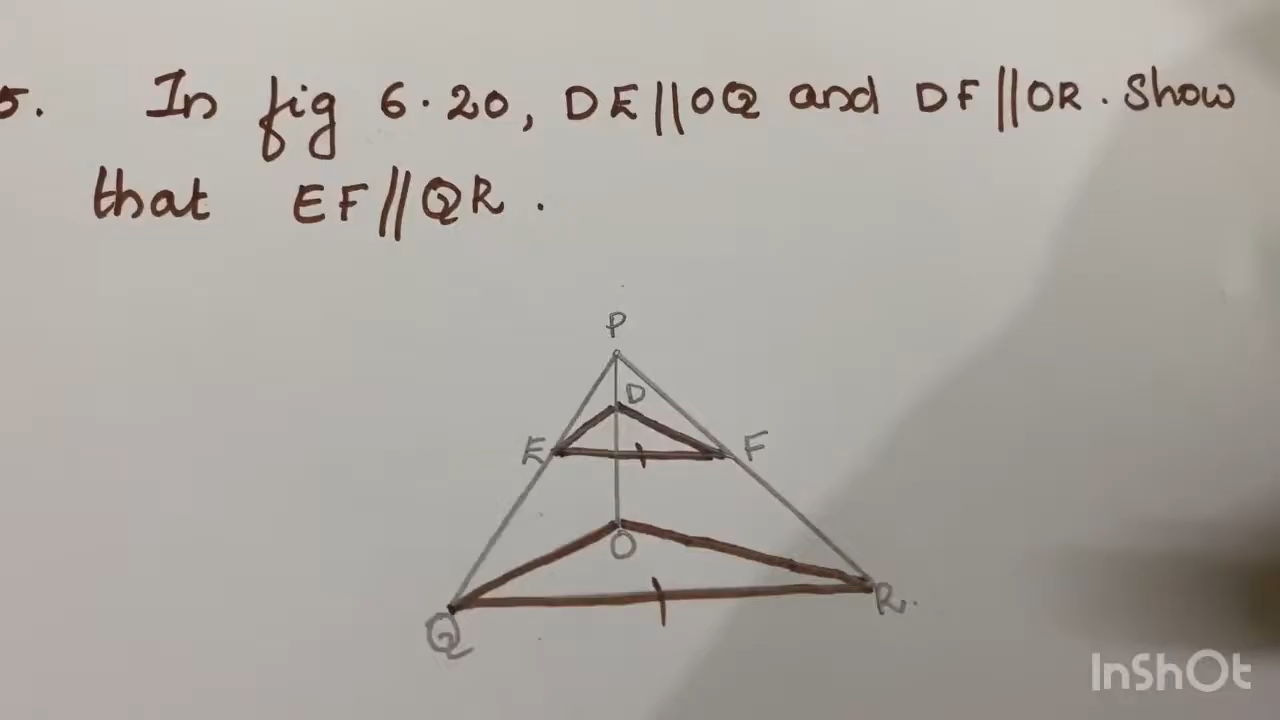 5. In fig 6.20, DE||OQ and DF||OR. Show
that EF||QR.
P
D
E
F
O
Q
R.
InShOt